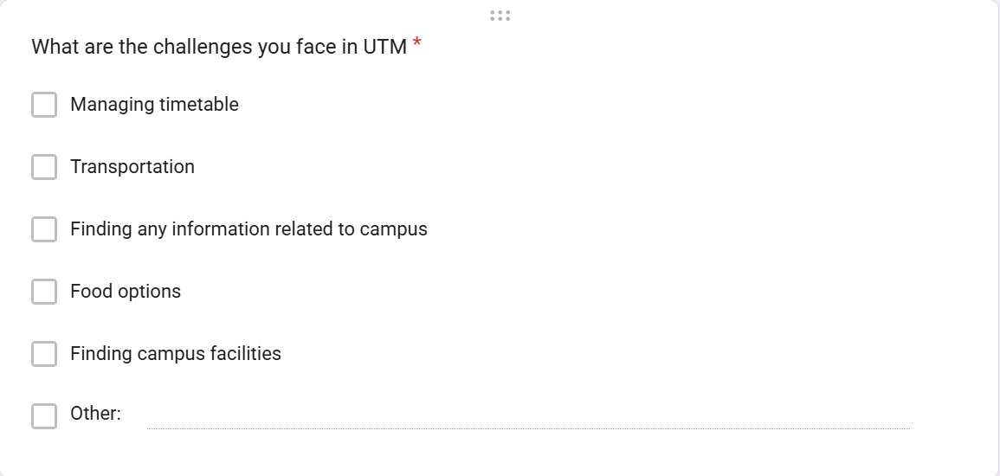 What are the challenges you face in UTM *
Managing timetable
Transportation
Finding any information related to campus
Food options
Finding campus facilities
Other: